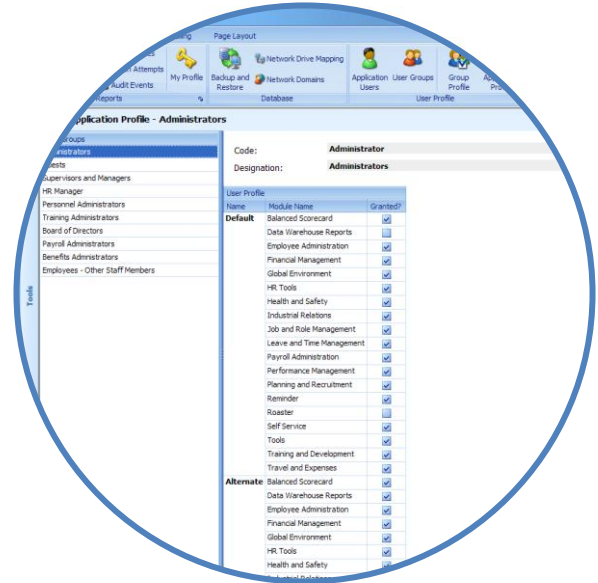 Page Layout
Attempts
Audit Events
My Profile
Backup and
Restore
Network Drive Mapping
Network Domains
Application
Users
User Groups
Group
Profile
Reports
Database
User Profile
Application Profile - Administrators
Code: Administrator
Designation: Administrators
Supervisors and Managers
HR Manager
Personnel Administrators
Training Administrators
Board of Directors
Payroll Administrators
Benefits Admnistrators
Employees - Other Staff Members
Tools
User Profile
Name Module Name Granted?
Default Balanced Scorecard
Data Warehouse Reports
Employee Administration
Financial Management
Global Environment
HR Tools
Health and Safety
Industrial Relations
Job and Role Management
Leave and Time Management
Payroll Administration
Performance Management
Planning and Recruitment
Reminder
Roaster
Self Service
Tools
Training and Development
Travel and Expenses
Alternate Balanced Scorecard
Data Warehouse Reports
Employee Administration
Financial Management
Global Environment
HR Tools
Health and Safety